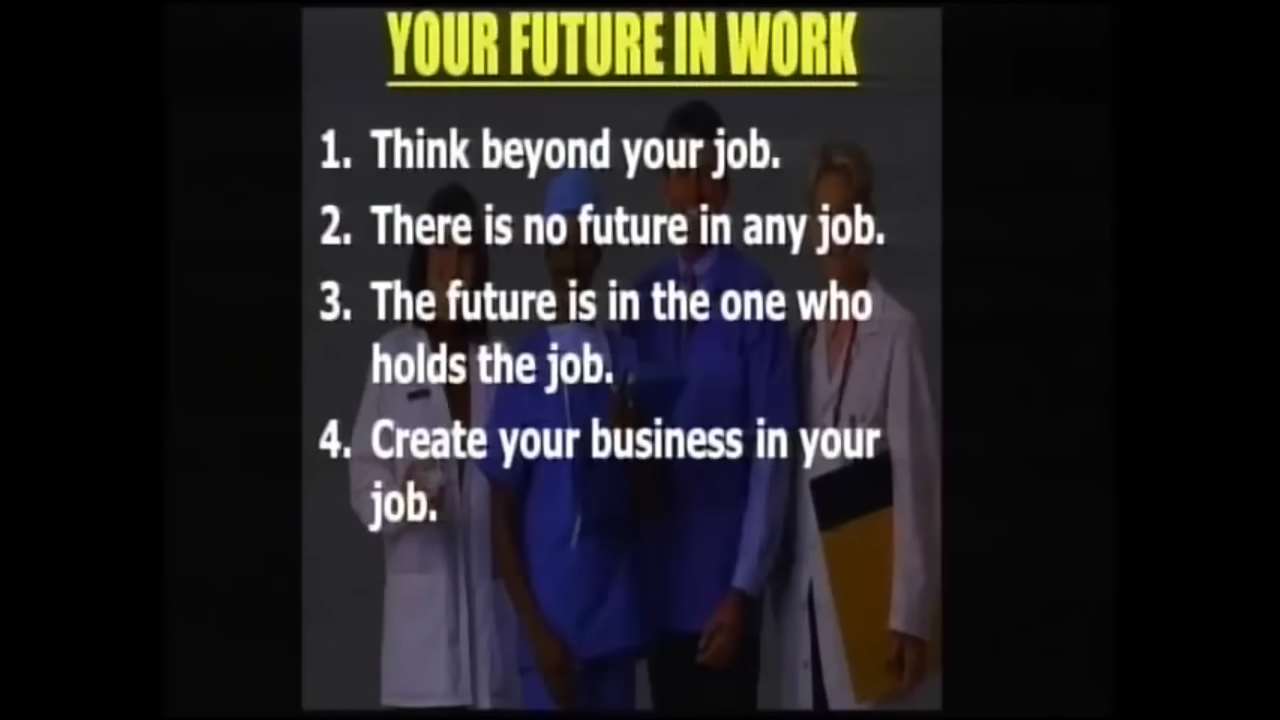 YOUR FUTURE IN WORK
1. Think beyond your job.
2. There is no future in any job.
3. The future is in the one who
holds the job.
4. Create your business in your
job.